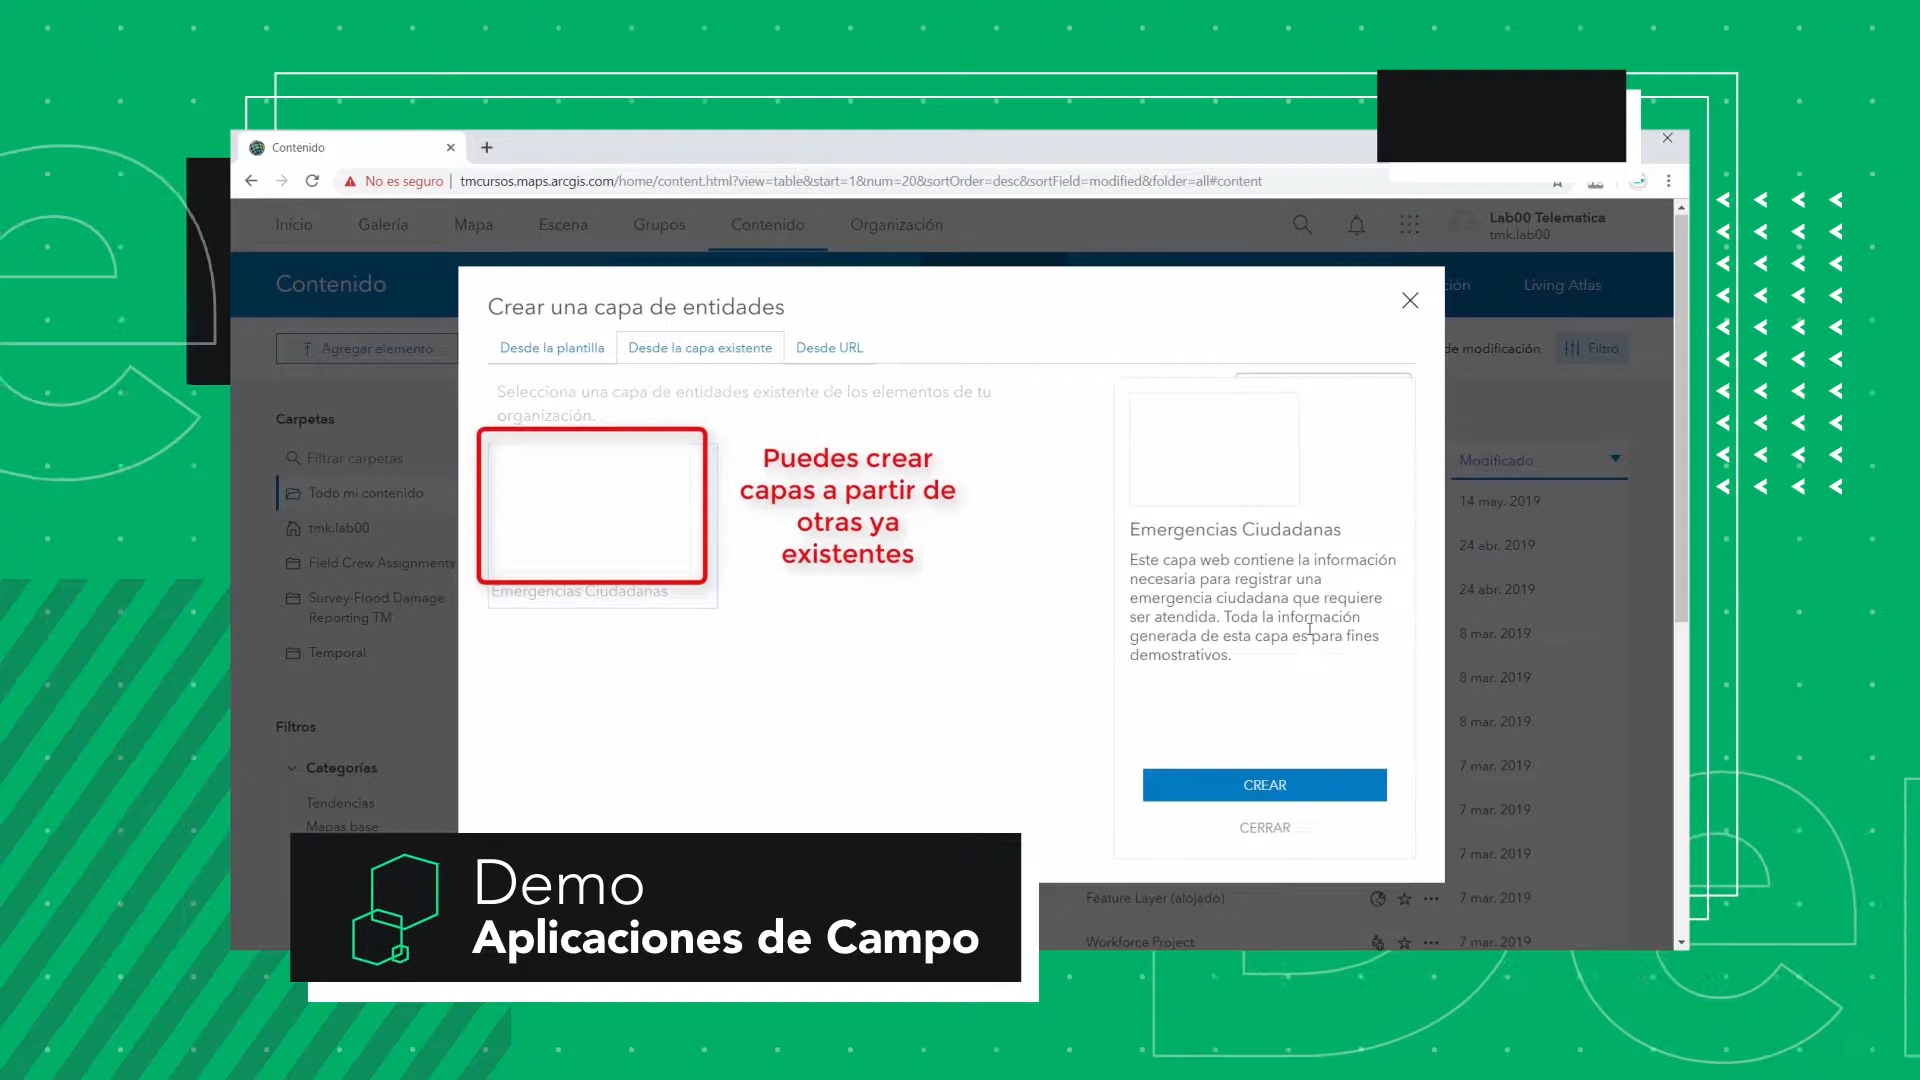 Contenido
No es seguro
tmcursos.maps.arcgis.com/home/content.html?view=table&start=1&num=20&sortOrder=desc&sortField=modified&folder=all#content
Inicio
Galería
Mapa
Escena
Grupos
Contenido
Organización
Lab00 Telematica
tmk.lab00
Contenido
ción
Living Atlas
Agregar elemento
de modificación
Filtro
Carpetas
Filtrar carpetas
Todo mi contenido
tmk.lab00
Field Crew Assignments
Survey-Flood Damage
Reporting TM
Temporal
Filtros
Categorías
Tendencias
Mapas base
Crear una capa de entidades
Desde la plantilla
Desde la capa existente
Desde URL
Selecciona una capa de entidades existente de los elementos de tu
organización.
Emergencias Ciudadanas
Puedes crear
capas a partir de
otras ya
existentes
Emergencias Ciudadanas
Este capa web contiene la información
necesaria para registrar una
emergencia ciudadana que requiere
ser atendida. Toda la información
generada de esta capa es para fines
demostrativos.
CREAR
CERRAR
Modificado
14 may. 2019
24 abr. 2019
24 abr. 2019
8 mar. 2019
8 mar. 2019
8 mar. 2019
7 mar. 2019
7 mar. 2019
7 mar. 2019
Feature Layer (alojado)
7 mar. 2019
Workforce Project
7 mar. 2019
Demo
Aplicaciones de Campo